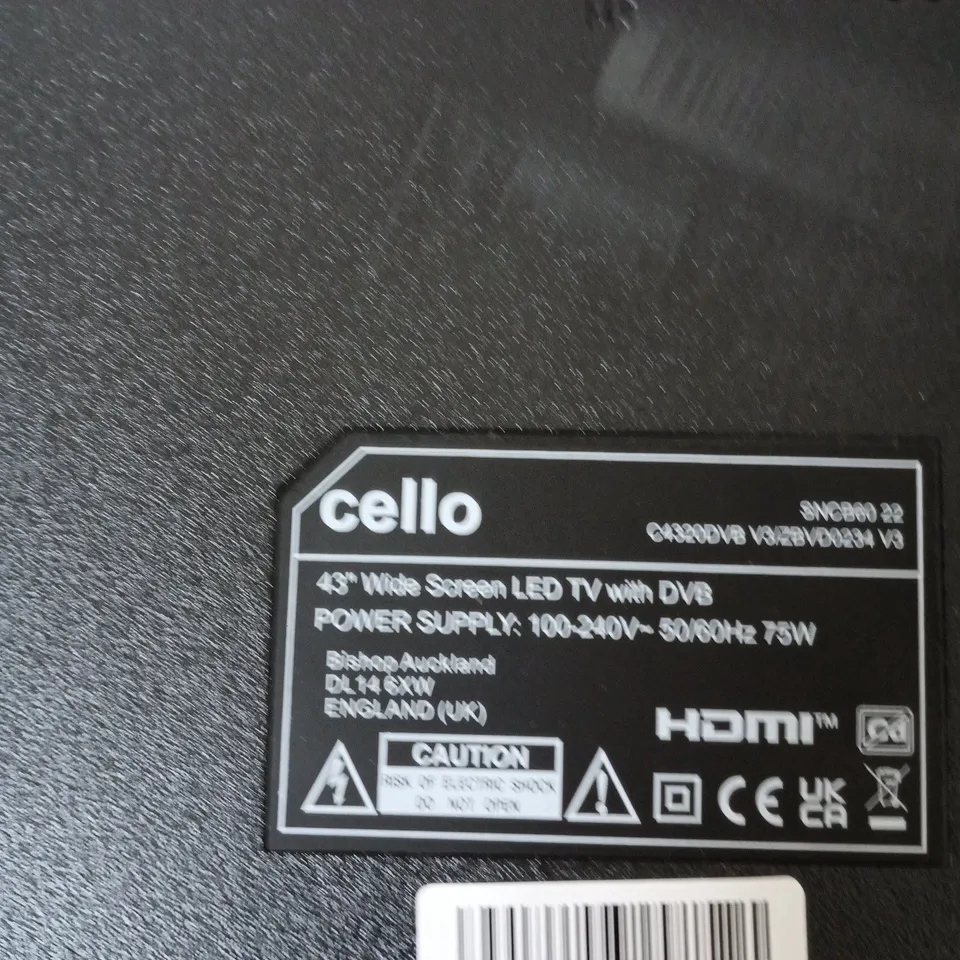 cello
SNCB60 22
C4320DVB V3/ZBVD0234 V3
43" Wide Screen LED TV with DVB
POWER SUPPLY: 100-240V~ 50/60Hz 75W
Bishop Auckland
DL14 6XW
ENGLAND (UK)
HDMI™
Cd
CAUTION
RISK OF ELECTRIC SHOCK
DO NOT OPEN
CE
UK
CA